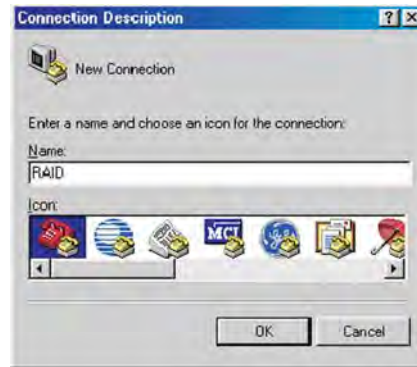 Connection Description
New Connection
Enter a name and choose an icon for the connection:
Name:
RAID
Icon:
MCI
OK
Cancel